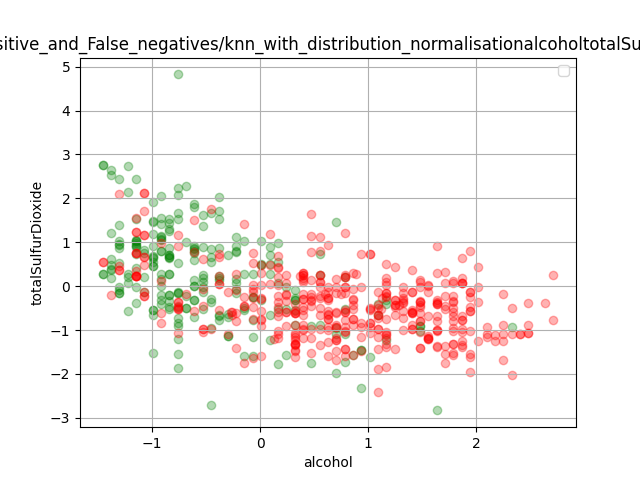 sitive_and_False_negatives/knn_with_distribution_normalisationalcoholtotalSu
5
4
3
2
1
0
−1
−2
−3
totalSulfurDioxide
−1 0 1 2
alcohol